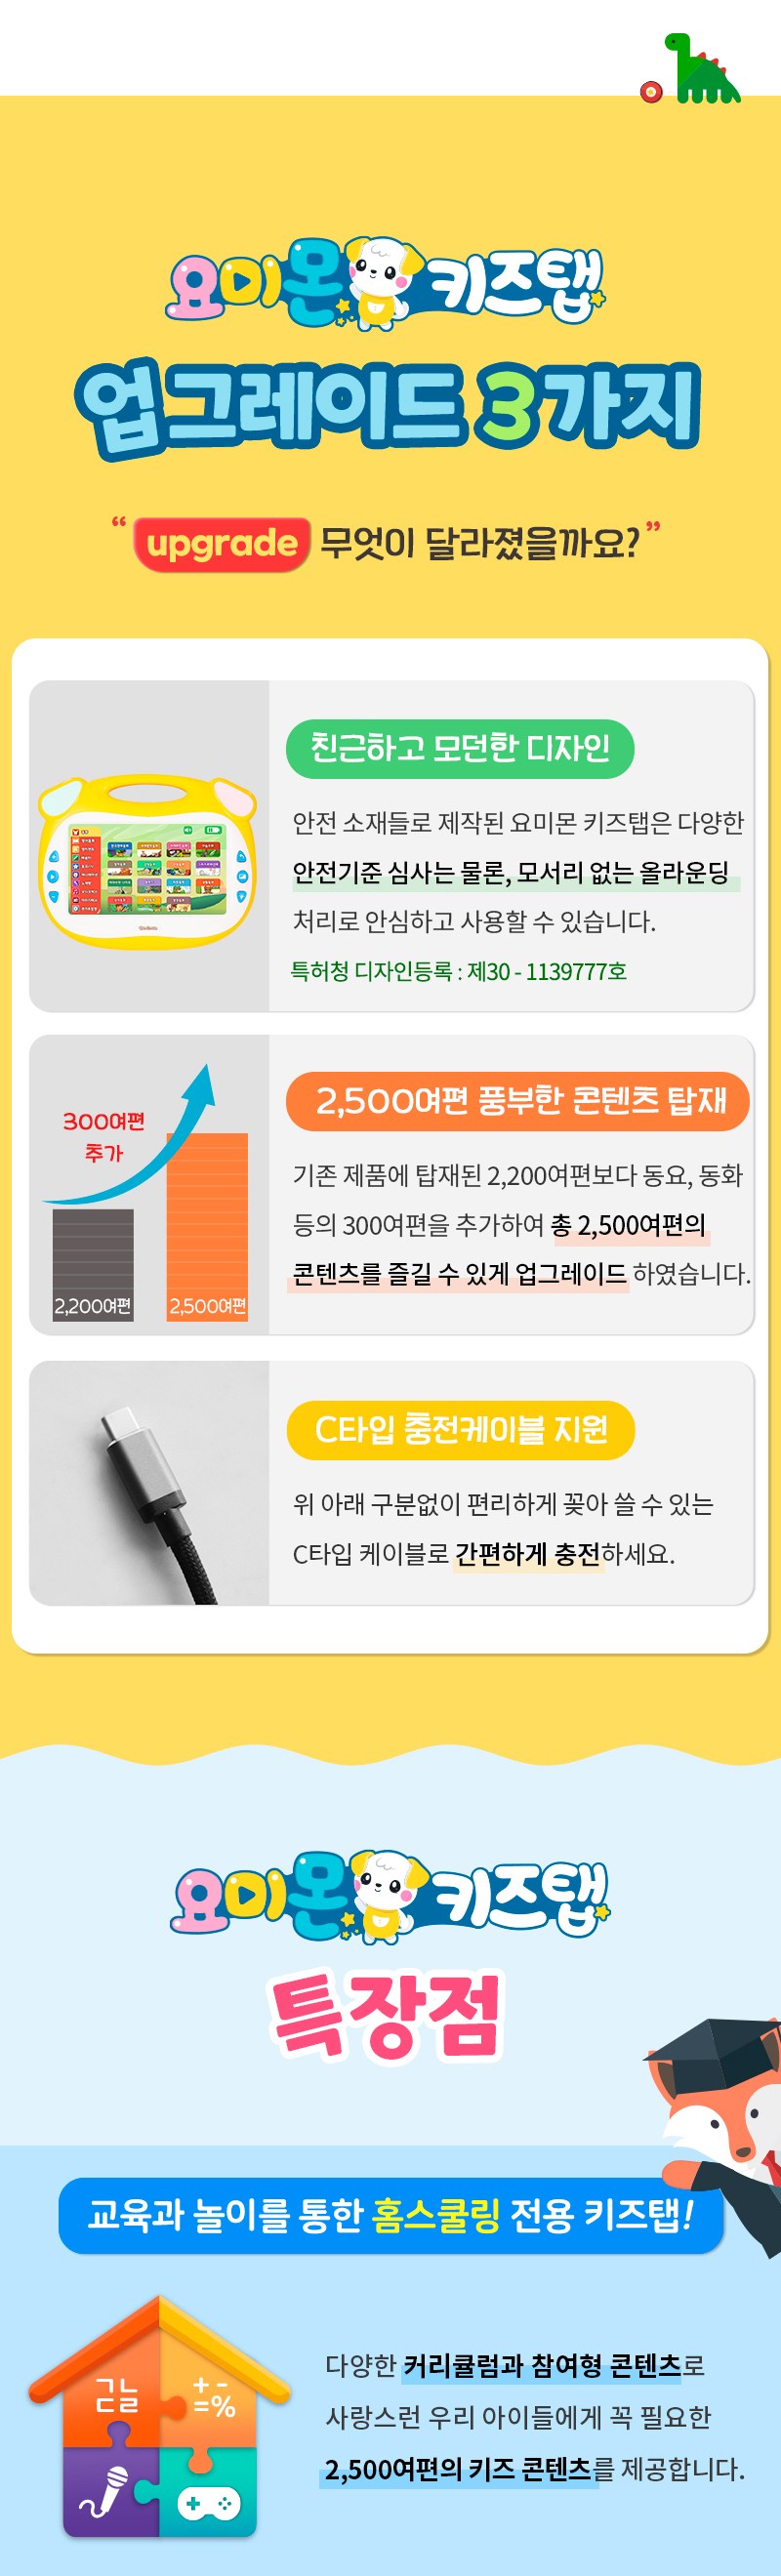 요미몬 키즈탭
업그레이드 3가지
“ upgrade 무엇이 달라졌을까요? ”
친근하고 모던한 디자인
안전 소재들로 제작된 요미몬 키즈탭은 다양한
안전기준 심사는 물론, 모서리 없는 올라운딩
처리로 안심하고 사용할 수 있습니다.
특허청 디자인등록 : 제30 - 1139777호
300여편
추가
2,200여편
2,500여편
2,500여편 풍부한 콘텐츠 탑재
기존 제품에 탑재된 2,200여편보다 동요, 동화
등의 300여편을 추가하여 총 2,500여편의
콘텐츠를 즐길 수 있게 업그레이드 하였습니다.
C타입 충전케이블 지원
위 아래 구분없이 편리하게 꽂아 쓸 수 있는
C타입 케이블로 간편하게 충전하세요.
요미몬 키즈탭
특장점
교육과 놀이를 통한 홈스쿨링 전용 키즈탭!
ㄱㄴ
ㄷㄹ
+ -
=%
다양한 커리큘럼과 참여형 콘텐츠로
사랑스런 우리 아이들에게 꼭 필요한
2,500여편의 키즈 콘텐츠를 제공합니다.